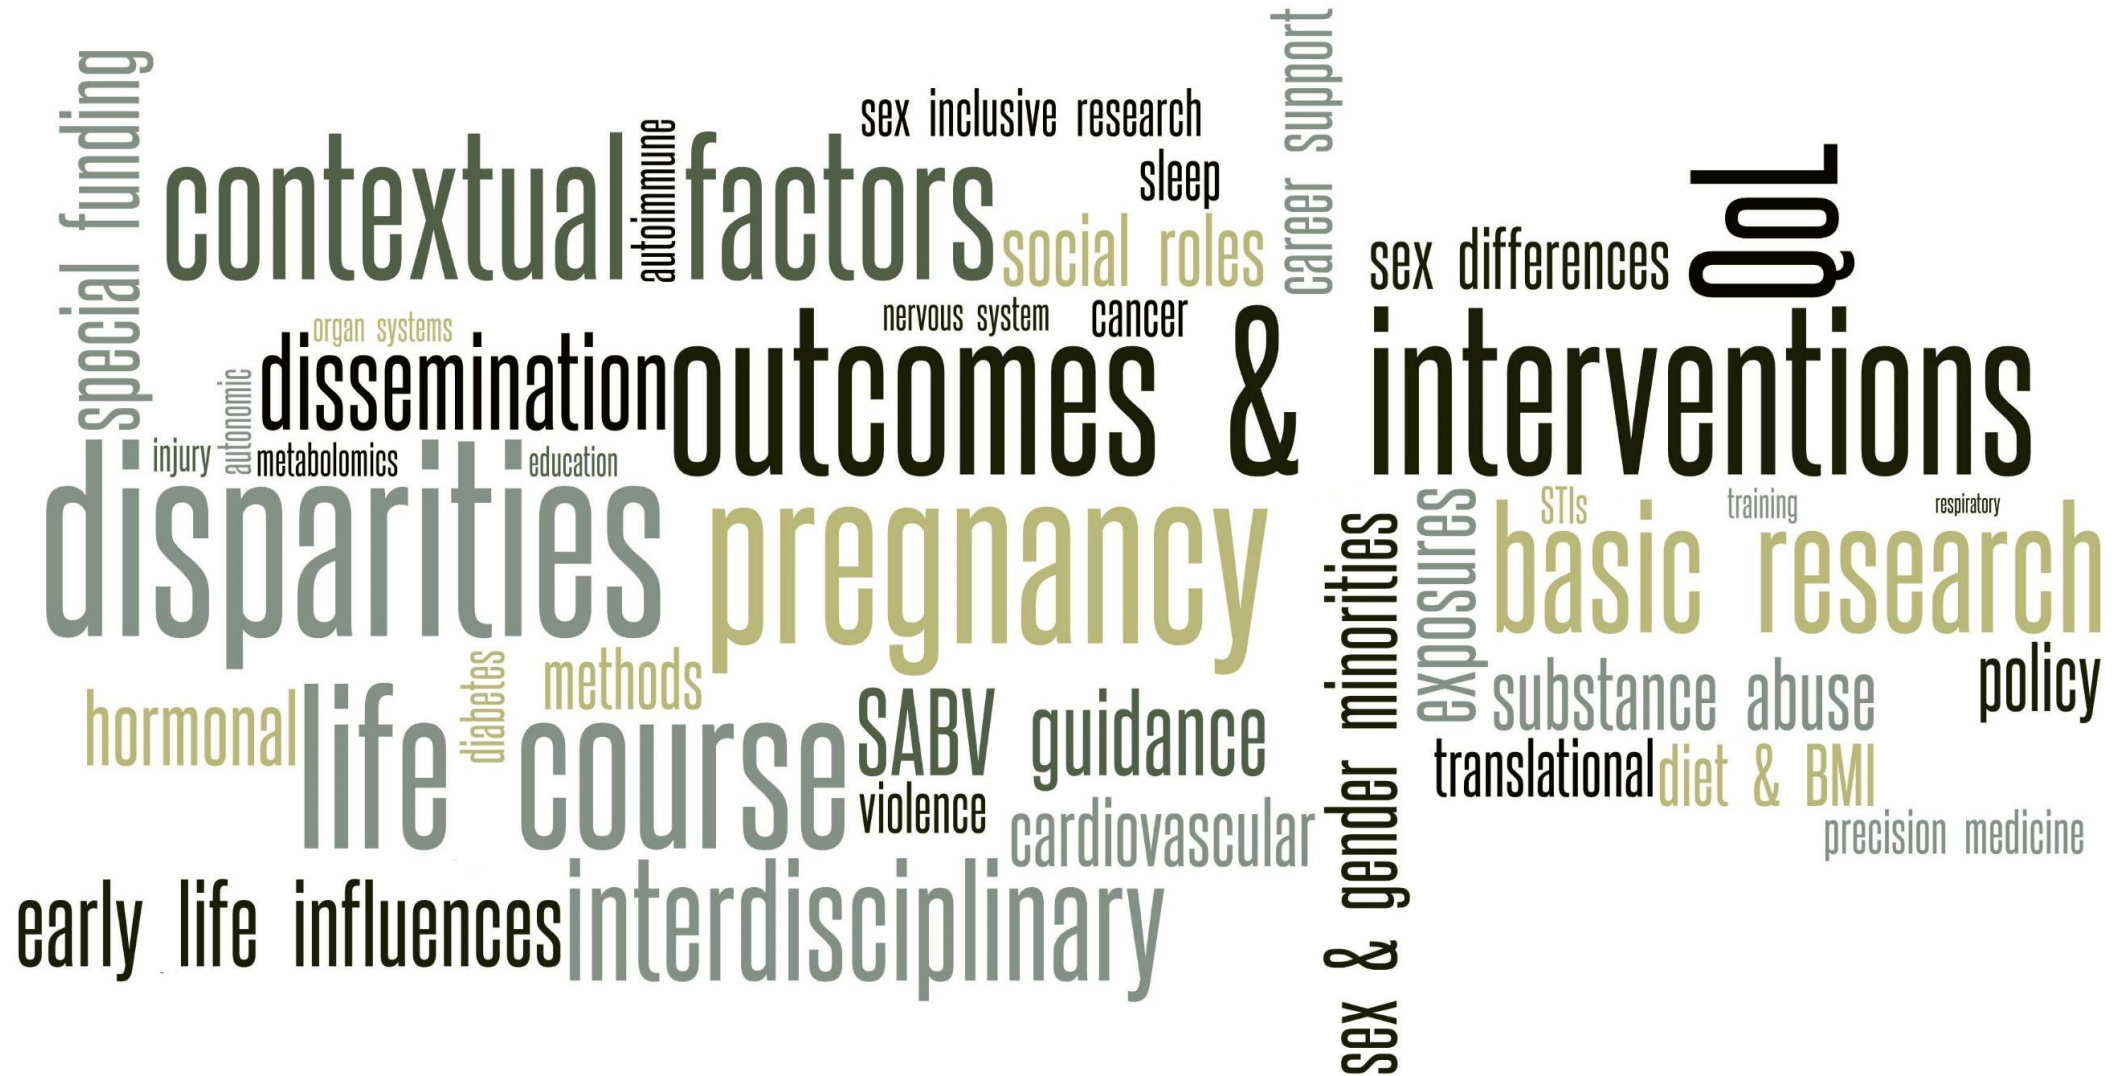 special funding
contextual factors
autoimmune
sex inclusive research
sleep
social roles
career support
sex differences
QoL
organ systems
nervous system
cancer
dissemination
outcomes & interventions
autonomic
injury
metabolomics
education
disparities
pregnancy
sex & gender minorities
exposures
STIs
training
respiratory
basic research
methods
diabetes
hormonal
life course
SABV guidance
substance abuse
policy
violence
cardiovascular
translational
diet & BMI
precision medicine
early life influences
interdisciplinary